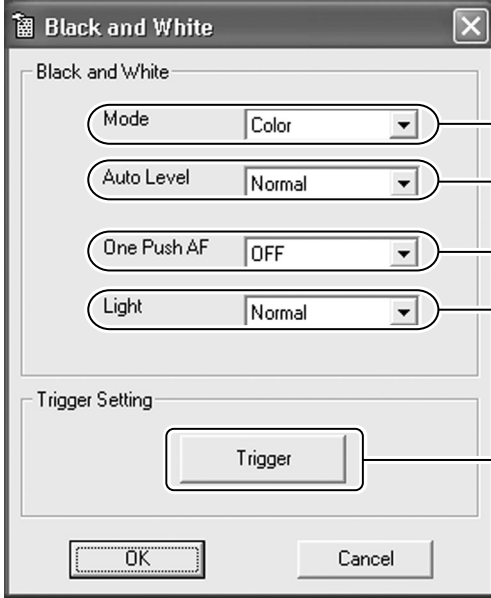 Black and White
Black and White
Mode Color
Auto Level Normal
One Push AF OFF
Light Normal
Trigger Setting
Trigger
OK Cancel